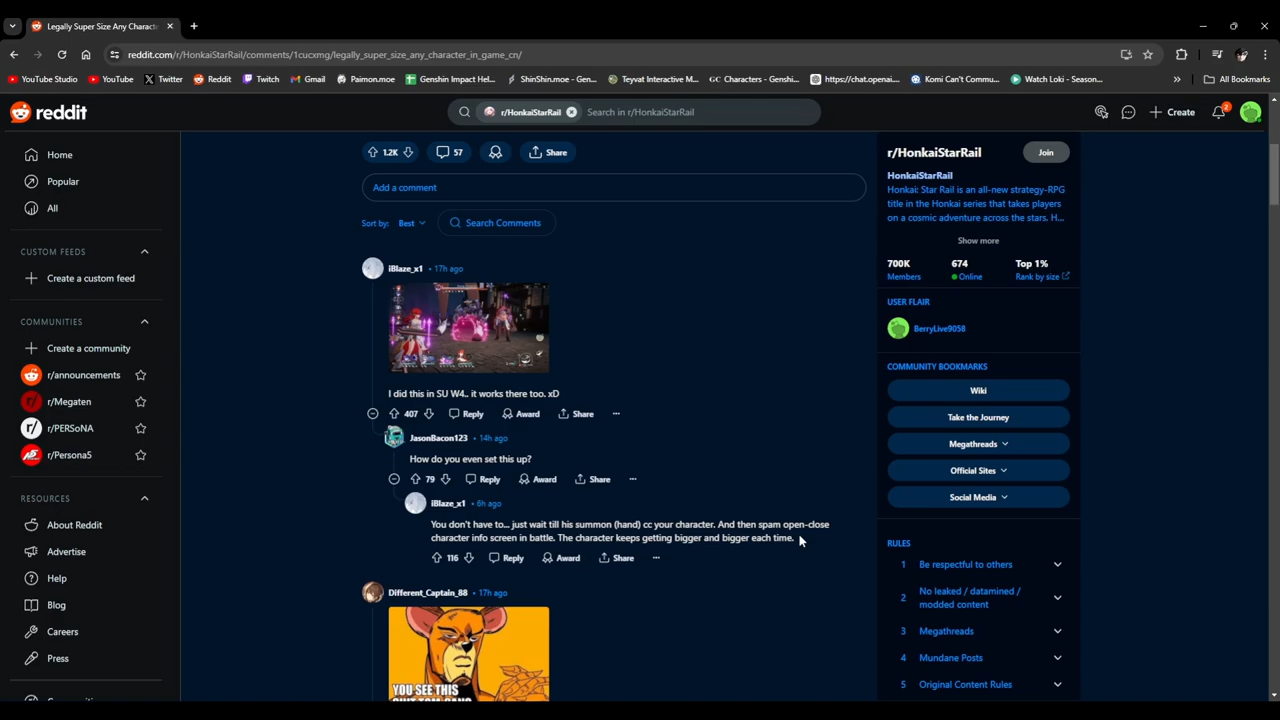 Legally Super Size Any Characte
reddit.com/r/HonkaiStarRail/comments/1cucxmg/legally_super_size_any_character_in_game_cn/
YouTube Studio YouTube Twitter Reddit Twitch Gmail Paimon.moe Genshin Impact Hel... ShinShin.moe - Gen... Teyvat Interactive M... GC Characters - Gensh... https://chat.openai.... Komi Can't Commu... Watch Loki - Season... » All Bookmarks
reddit
r/HonkaiStarRail Search in r/HonkaiStarRail
Create
2
Home
Popular
All
CUSTOM FEEDS
Create a custom feed
COMMUNITIES
Create a community
r/announcements
r/Megaten
r/PERSoNA
r/Persona5
RESOURCES
About Reddit
Advertise
Help
Blog
Careers
Press
1.2K 57 Share
Add a comment
Sort by: Best Search Comments
iBlaze_x1 • 17h ago
I did this in SU W4.. it works there too. xD
407 Reply Award Share ...
JasonBacon123 • 14h ago
How do you even set this up?
79 Reply Award Share ...
iBlaze_x1 • 6h ago
You don't have to... just wait till his summon (hand) cc your character. And then spam open-close
character info screen in battle. The character keeps getting bigger and bigger each time.
116 Reply Award Share ...
Different_Captain_88 • 17h ago
YOU SEE THIS
r/HonkaiStarRail Join
HonkaiStarRail
Honkai: Star Rail is an all-new strategy-RPG
title in the Honkai series that takes players
on a cosmic adventure across the stars. H...
Show more
700K 674 Top 1%
Members Online Rank by size
USER FLAIR
BerryLive9058
COMMUNITY BOOKMARKS
Wiki
Take the Journey
Megathreads
Official Sites
Social Media
RULES
1 Be respectful to others
2 No leaked / datamined /
modded content
3 Megathreads
4 Mundane Posts
5 Original Content Rules